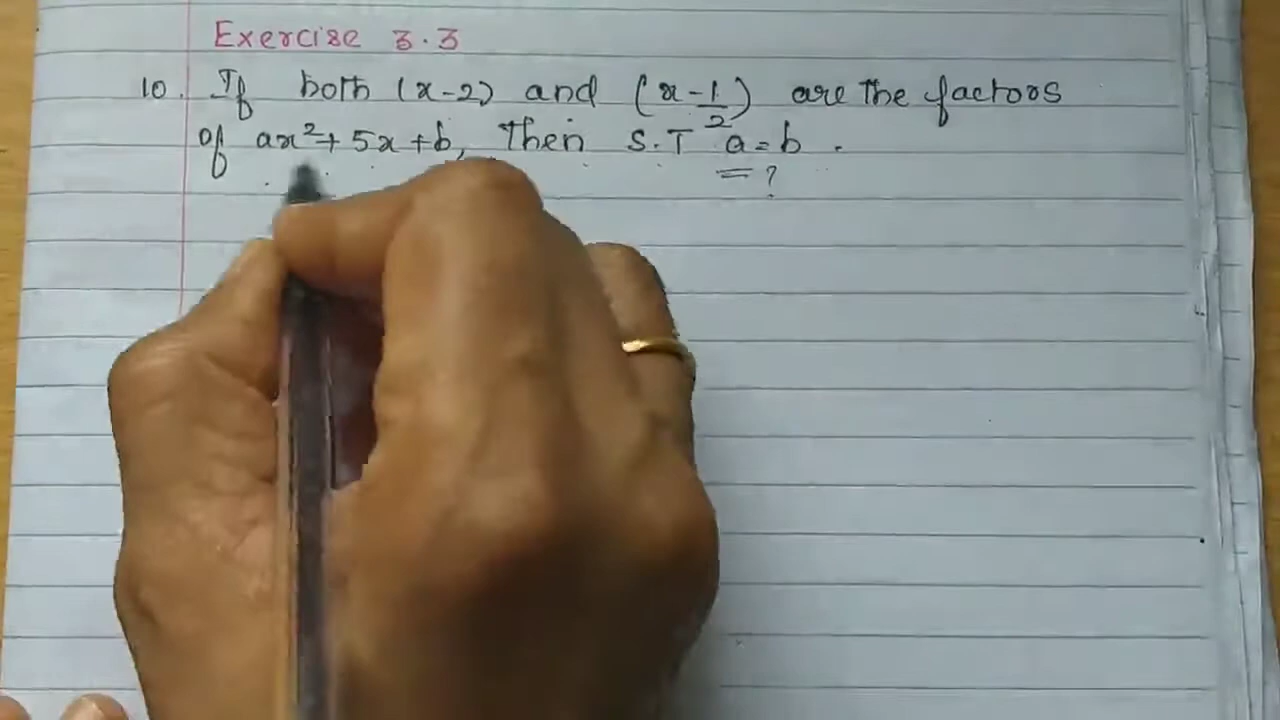 Exercise 3.3
10. If both (x-2) and (x-1/2) are the factors
of ax²+5x+b, then S.T a=b.
= ?